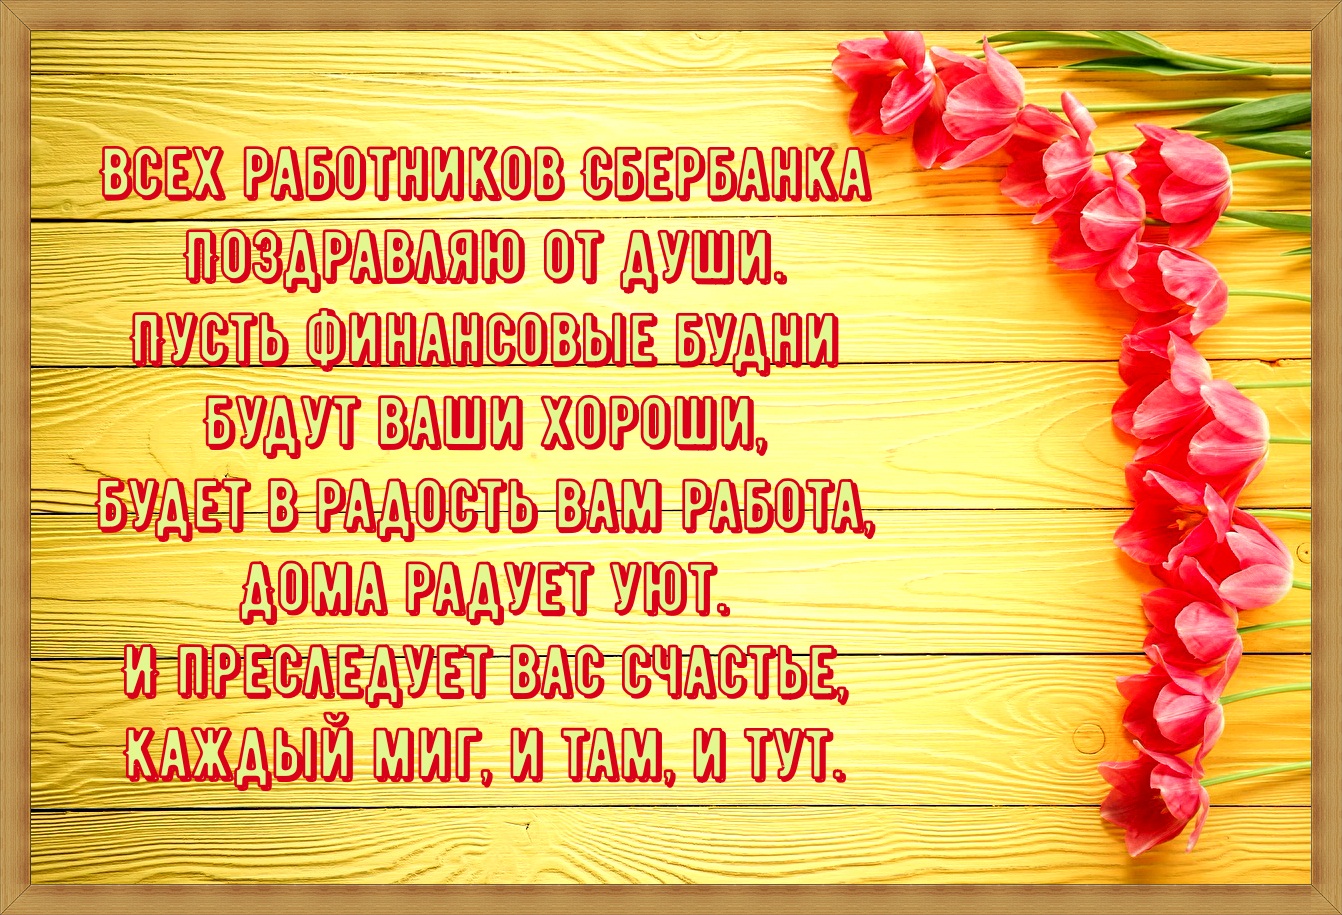 ВСЕХ РАБОТНИКОВ СБЕРБАНКА
ПОЗДРАВЛЯЮ ОТ ДУШИ.
ПУСТЬ ФИНАНСОВЫЕ БУДНИ
БУДУТ ВАШИ ХОРОШИ,
БУДЕТ В РАДОСТЬ ВАМ РАБОТА,
ДОМА РАДУЕТ УЮТ.
И ПРЕСЛЕДУЕТ ВАС СЧАСТЬЕ,
КАЖДЫЙ МИГ, И ТАМ, И ТУТ.